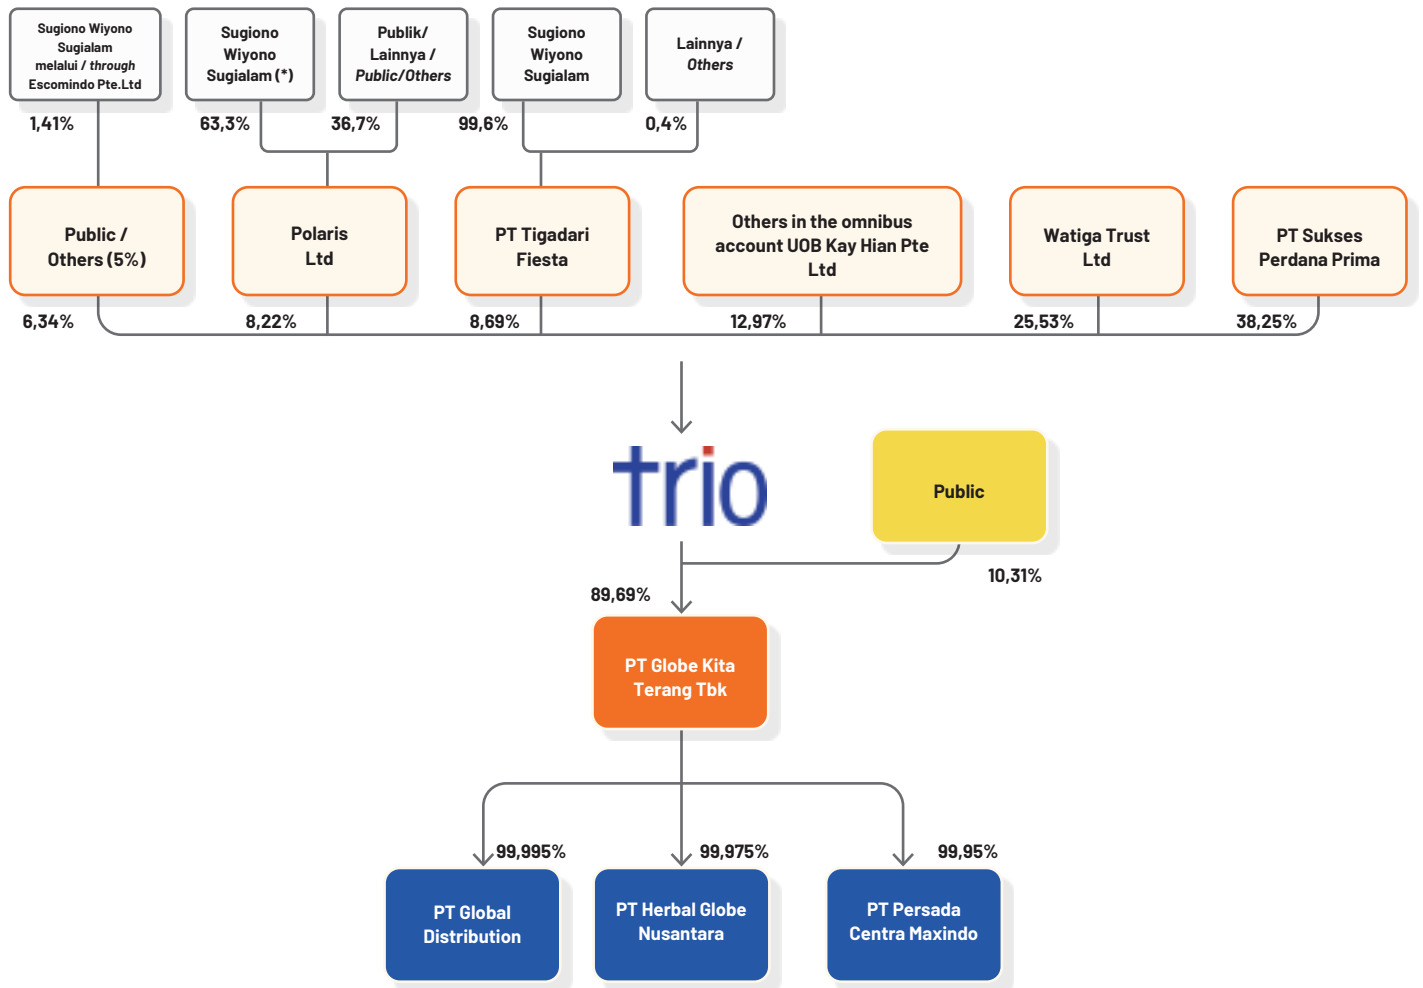 Sugiono Wiyono
Sugialam
melalui / through
Escomindo Pte.Ltd
Sugiono
Wiyono
Sugialam (*)
Publik/
Lainnya /
Public/Others
Sugiono
Wiyono
Sugialam
Lainnya /
Others
1,41%
63,3%
36,7%
99,6%
0,4%
Public /
Others (5%)
Polaris
Ltd
PT Tigadari
Fiesta
Others in the omnibus
account UOB Kay Hian Pte
Ltd
Watiga Trust
Ltd
PT Sukses
Perdana Prima
6,34%
8,22%
8,69%
12,97%
25,53%
38,25%
trio
Public
10,31%
89,69%
PT Globe Kita
Terang Tbk
99,995%
99,975%
99,95%
PT Global
Distribution
PT Herbal Globe
Nusantara
PT Persada
Centra Maxindo